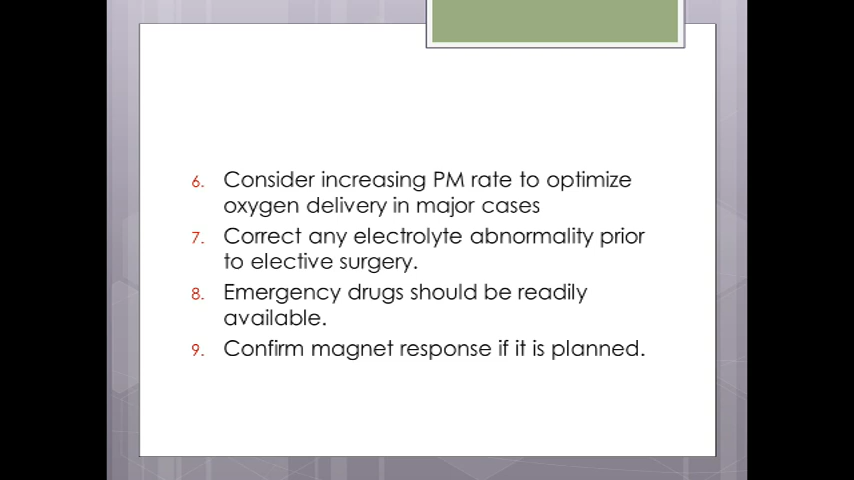 6. Consider increasing PM rate to optimize
oxygen delivery in major cases
7. Correct any electrolyte abnormality prior
to elective surgery.
8. Emergency drugs should be readily
available.
9. Confirm magnet response if it is planned.